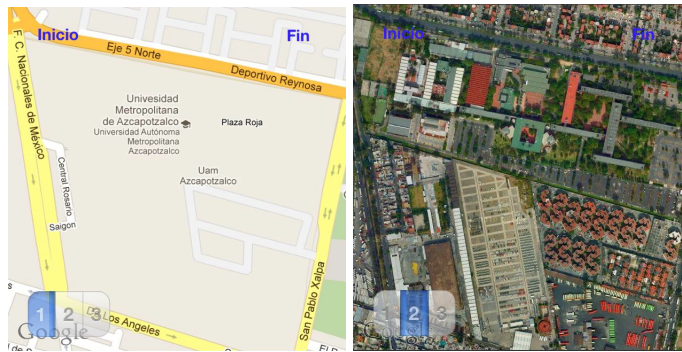 Inicio
Fin
F. C. Nacionales de México
Eje 5 Norte
Deportivo Reynosa
Univesidad
Metropolitana
de Azcapotzalco
Universidad Autónoma
Metropolitana
Azcapotzalco
Plaza Roja
Uam
Azcapotzalco
Central Rosario
Saigon
San Pablo Xalpa
1 2 3
Los Angeles
Google
Inicio
Fin
1 2 3
Google